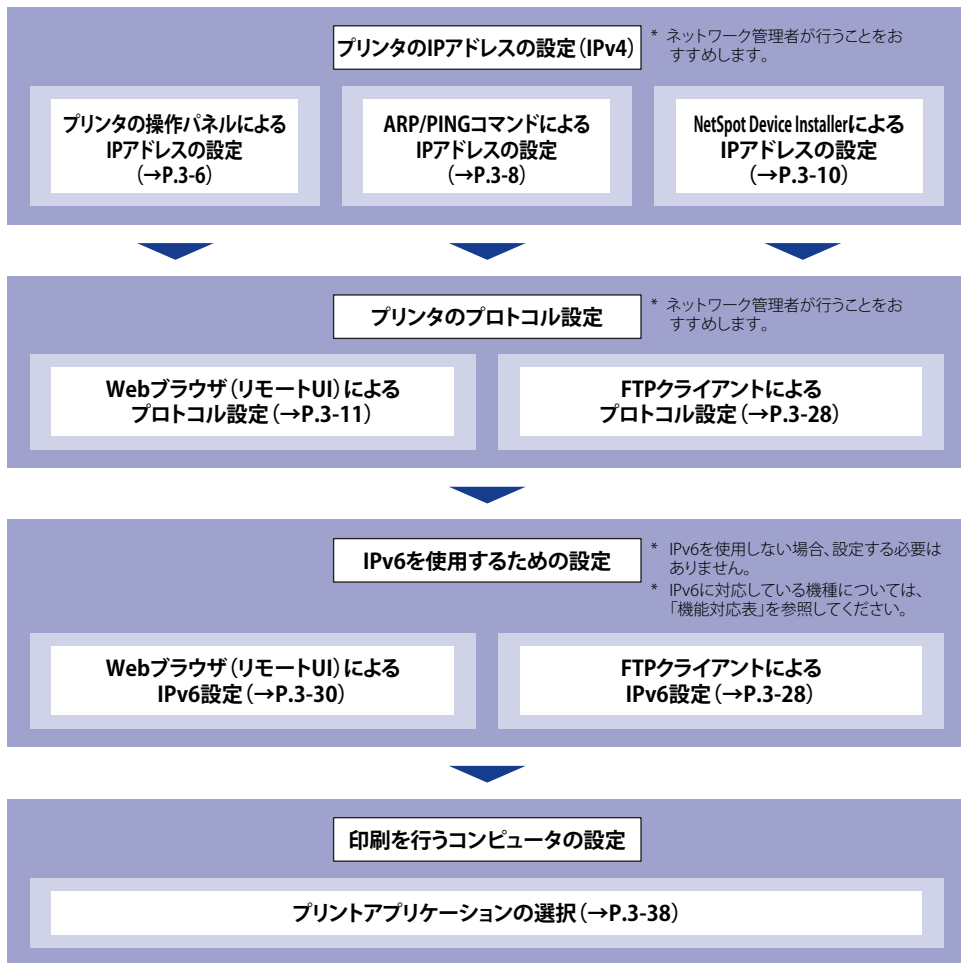 プリンタのIPアドレスの設定(IPv4)
* ネットワーク管理者が行うことをお
すすめします。
プリンタの操作パネルによる
IPアドレスの設定
(→P.3-6)
ARP/PINGコマンドによる
IPアドレスの設定
(→P.3-8)
NetSpot Device Installerによる
IPアドレスの設定
(→P.3-10)
プリンタのプロトコル設定
* ネットワーク管理者が行うことをお
すすめします。
Webブラウザ(リモートUI)による
プロトコル設定(→P.3-11)
FTPクライアントによる
プロトコル設定(→P.3-28)
IPv6を使用するための設定
* IPv6を使用しない場合、設定する必要は
ありません。
* IPv6に対応している機種については、
「機能対応表」を参照してください。
Webブラウザ(リモートUI)による
IPv6設定(→P.3-30)
FTPクライアントによる
IPv6設定(→P.3-28)
印刷を行うコンピュータの設定
プリントアプリケーションの選択(→P.3-38)